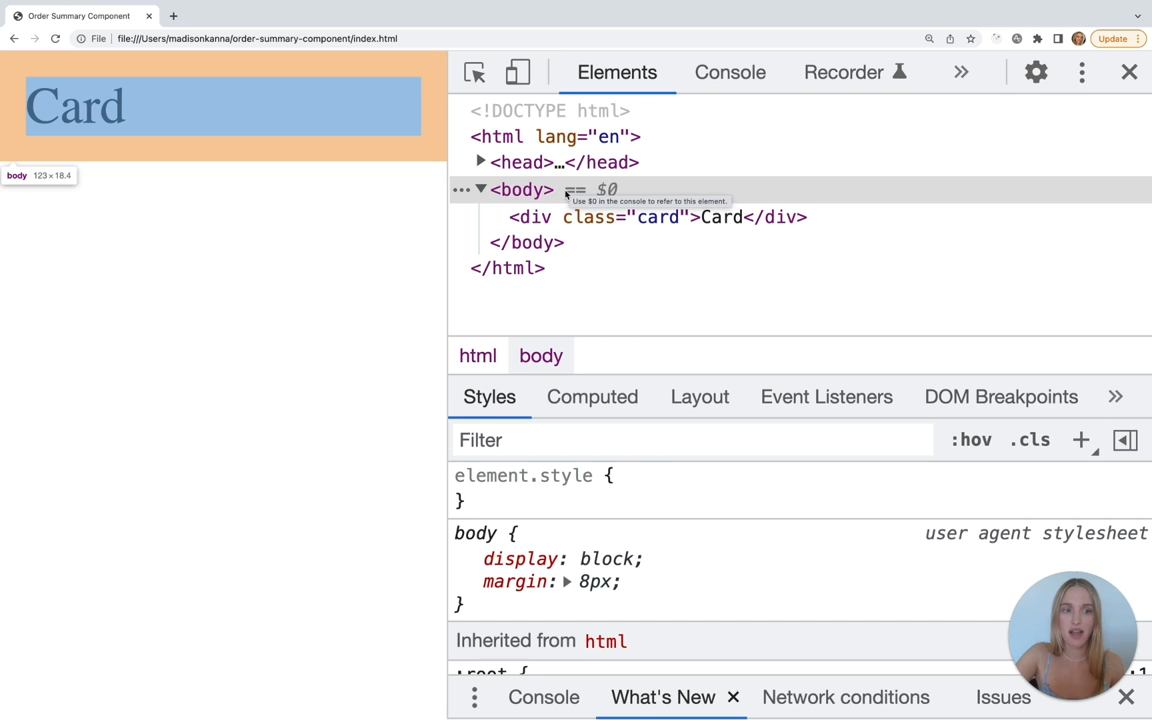 Order Summary Component
File file:///Users/madisonkanna/order-summary-component/index.html Update
Card
body 123 × 18.4
Elements Console Recorder
<!DOCTYPE html>
<html lang="en">
<head>…</head>
<body> == $0
Use $0 in the console to refer to this element.
<div class="card">Card</div>
</body>
</html>
html body
Styles Computed Layout Event Listeners DOM Breakpoints
Filter :hov .cls
element.style {
}
body { user agent stylesheet
display: block;
margin: 8px;
}
Inherited from html
:root {
Console What's New Network conditions Issues